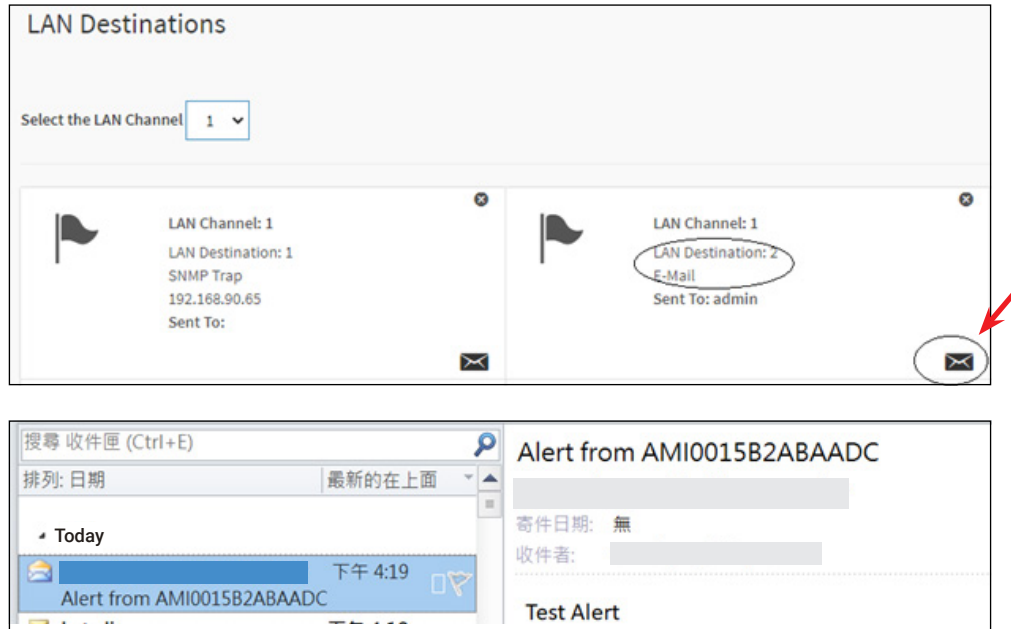 LAN Destinations
Select the LAN Channel 1
LAN Channel: 1
LAN Destination: 1
SNMP Trap
192.168.90.65
Sent To:
LAN Channel: 1
LAN Destination: 2
E-Mail
Sent To: admin
搜尋 收件匣 (Ctrl+E)
排列: 日期 最新的在上面
Today
下午 4:19
Alert from AMI0015B2ABAADC
Alert from AMI0015B2ABAADC
寄件日期: 無
收件者:
Test Alert